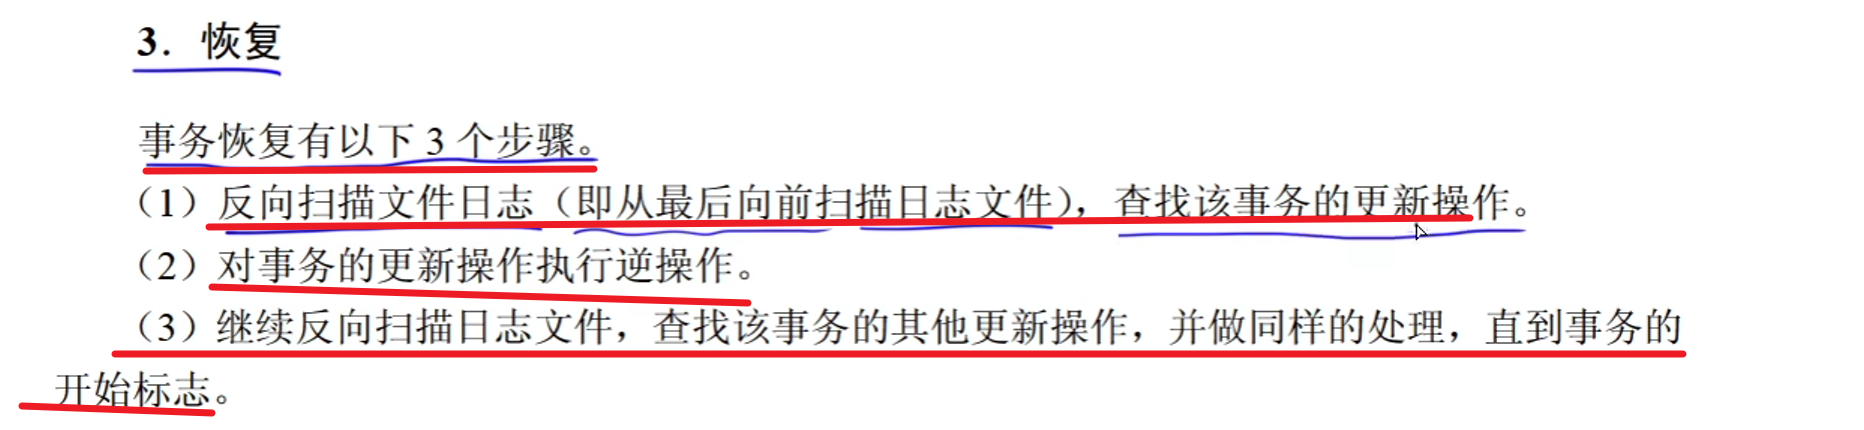 3. 恢复
事务恢复有以下 3 个步骤。
（1）反向扫描文件日志（即从最后向前扫描日志文件），查找该事务的更新操作。
（2）对事务的更新操作执行逆操作。
（3）继续反向扫描日志文件，查找该事务的其他更新操作，并做同样的处理，直到事务的
开始标志。